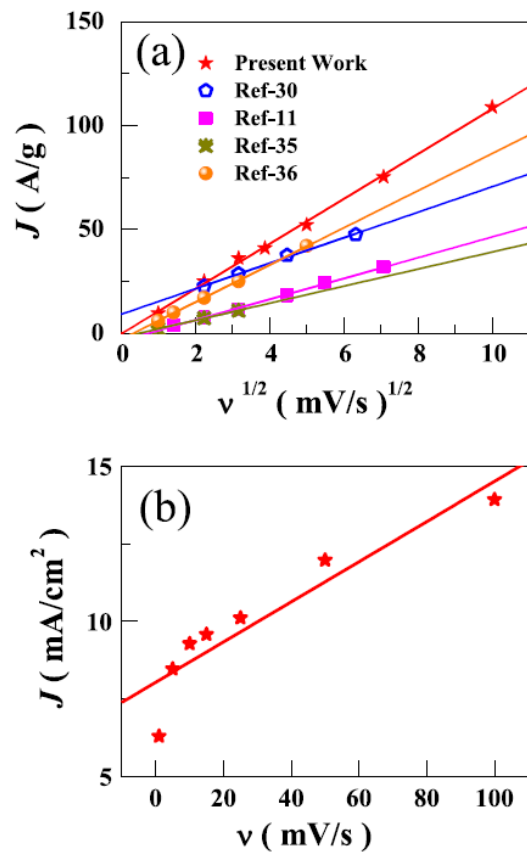 150
(a)
Present Work
Ref-30
Ref-11
Ref-35
Ref-36
100
50
0
J ( A/g )
0 2 4 6 8 10
ν 1/2 ( mV/s )1/2
15
(b)
10
5
J ( mA/cm2 )
0 20 40 60 80 100
ν ( mV/s )